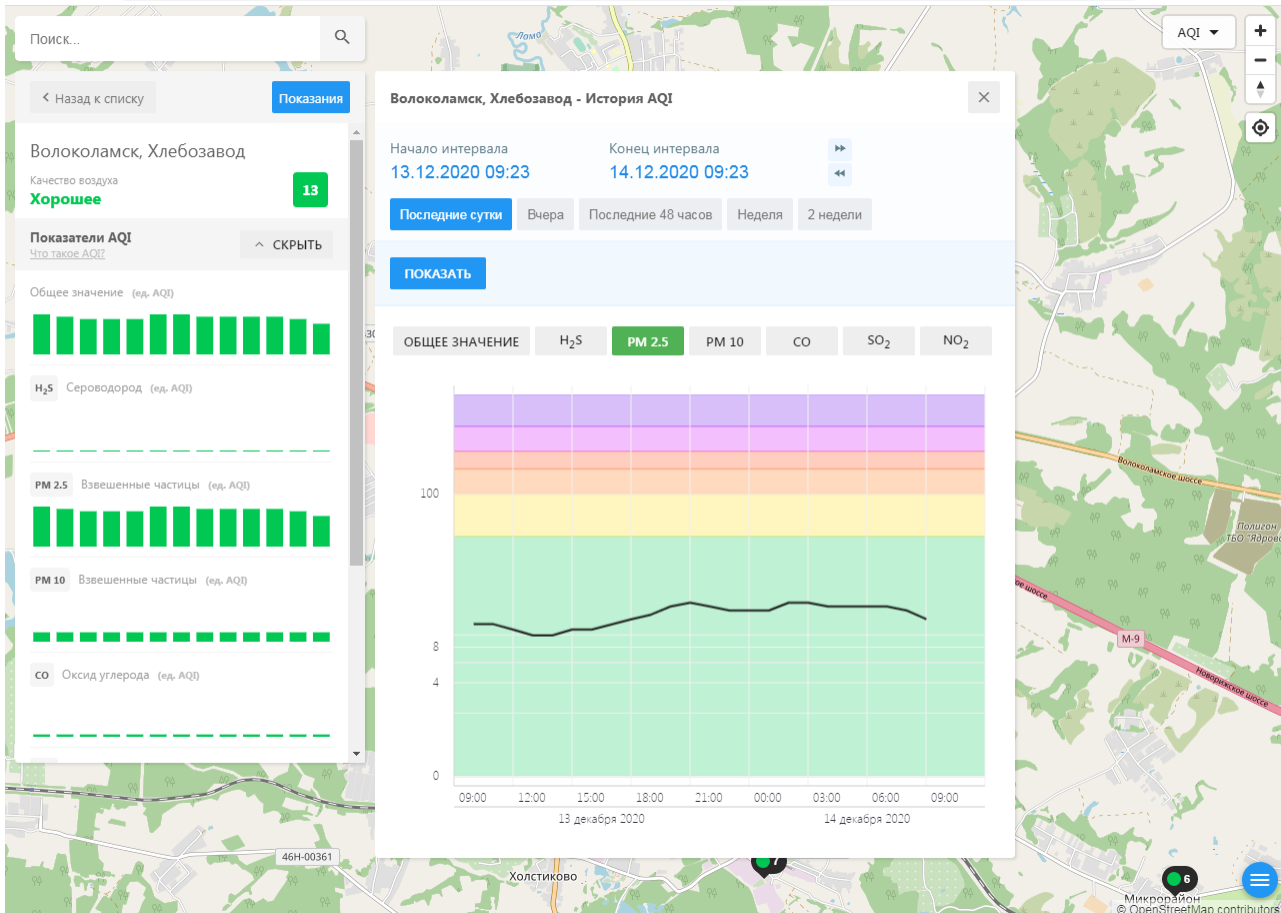 Поиск...
AQI
Назад к списку
Показания
Волоколамск, Хлебозавод
Качество воздуха
Хорошее
13
Показатели AQI
Что такое AQI?
СКРЫТЬ
Общее значение (ед. AQI)
H₂S Сероводород (ед. AQI)
PM 2.5 Взвешенные частицы (ед. AQI)
PM 10 Взвешенные частицы (ед. AQI)
CO Оксид углерода (ед. AQI)
Волоколамск, Хлебозавод - История AQI
Начало интервала
13.12.2020 09:23
Конец интервала
14.12.2020 09:23
Последние сутки
Вчера
Последние 48 часов
Неделя
2 недели
ПОКАЗАТЬ
ОБЩЕЕ ЗНАЧЕНИЕ
H₂S
PM 2.5
PM 10
CO
SO₂
NO₂
100
8
4
0
09:00 12:00 15:00 18:00 21:00 00:00 03:00 06:00 09:00
13 декабря 2020 14 декабря 2020
Волоколамское шоссе
Полигон
ТБО "Ядрово
М-9
Новорижское шоссе
46Н-00361
Холстиково
7
6
Микрорайон
© OpenStreetMap contributors